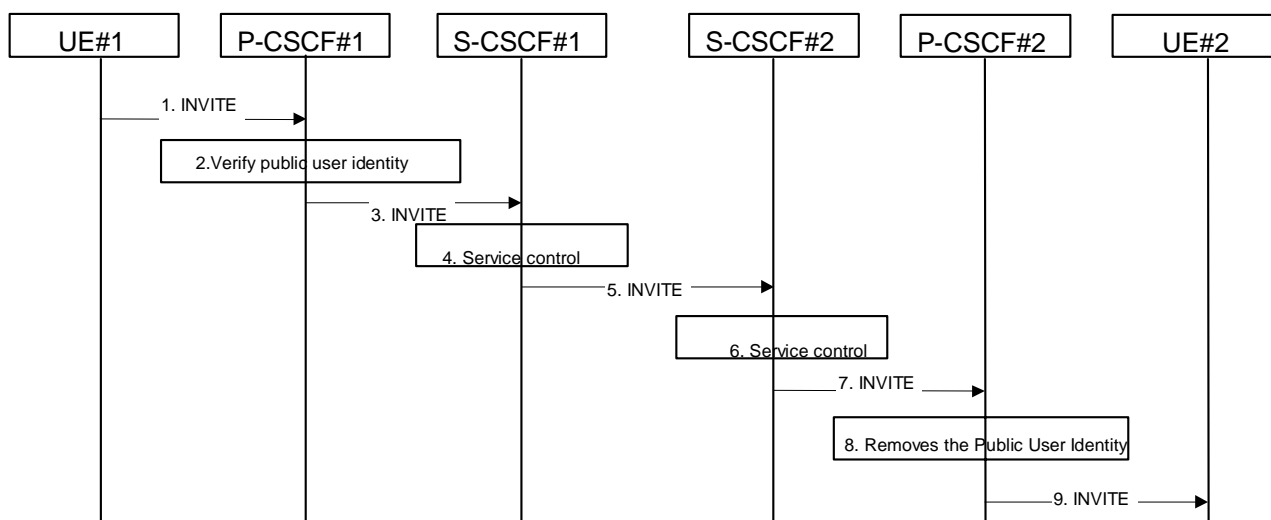 UE#1
P-CSCF#1
S-CSCF#1
S-CSCF#2
P-CSCF#2
UE#2
1. INVITE
2.Verify public user identity
3. INVITE
4. Service control
5. INVITE
6. Service control
7. INVITE
8. Removes the Public User Identity
9. INVITE